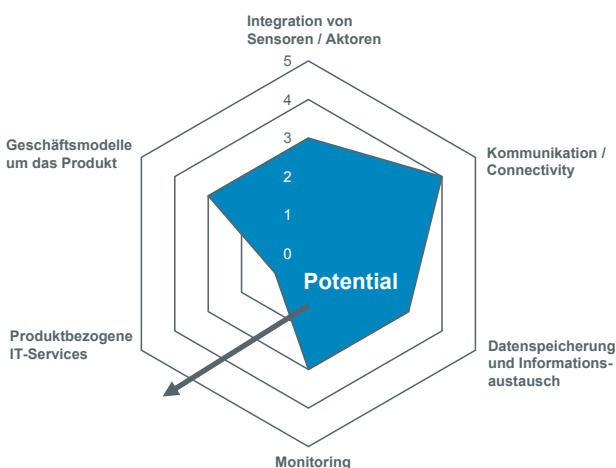 Integration von
Sensoren / Aktoren
5
4
3
2
1
0
Geschäftsmodelle
um das Produkt
Kommunikation /
Connectivity
Potential
Produktbezogene
IT-Services
Datenspeicherung
und Informations-
austausch
Monitoring